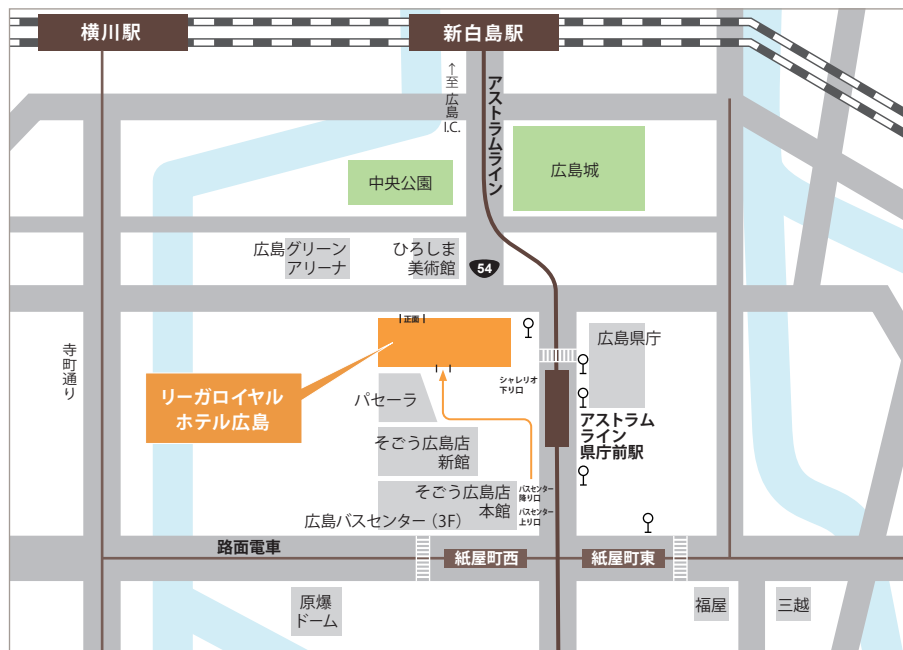 横川駅
新白島駅
↑至 広島I.C.
アストラムライン
広島城
中央公園
広島グリーン
アリーナ
ひろしま
美術館
54
正面
広島県庁
寺町通り
シャレリオ
下り口
リーガロイヤル
ホテル広島
パセーラ
アストラム
ライン
県庁前駅
そごう広島店
新館
そごう広島店
本館
バスセンター
降り口
バスセンター
上り口
広島バスセンター（3F）
路面電車
紙屋町西
紙屋町東
原爆
ドーム
福屋
三越